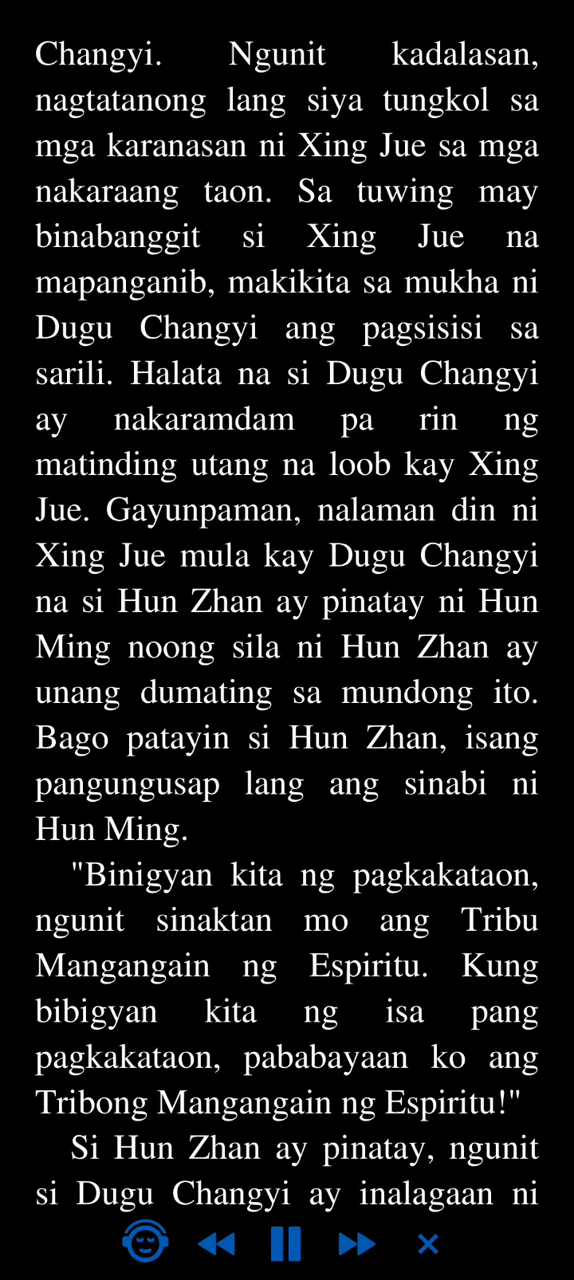 Changyi. Ngunit kadalasan,
nagtatanong lang siya tungkol sa
mga karanasan ni Xing Jue sa mga
nakaraang taon. Sa tuwing may
binabanggit si Xing Jue na
mapanganib, makikita sa mukha ni
Dugu Changyi ang pagsisisi sa
sarili. Halata na si Dugu Changyi
ay nakaramdam pa rin ng
matinding utang na loob kay Xing
Jue. Gayunpaman, nalaman din ni
Xing Jue mula kay Dugu Changyi
na si Hun Zhan ay pinatay ni Hun
Ming noong sila ni Hun Zhan ay
unang dumating sa mundong ito.
Bago patayin si Hun Zhan, isang
pangungusap lang ang sinabi ni
Hun Ming.
"Binigyan kita ng pagkakataon,
ngunit sinaktan mo ang Tribu
Mangangain ng Espiritu. Kung
bibigyan kita ng isa pang
pagkakataon, pababayaan ko ang
Tribong Mangangain ng Espiritu!"
Si Hun Zhan ay pinatay, ngunit
si Dugu Changyi ay inalagaan ni